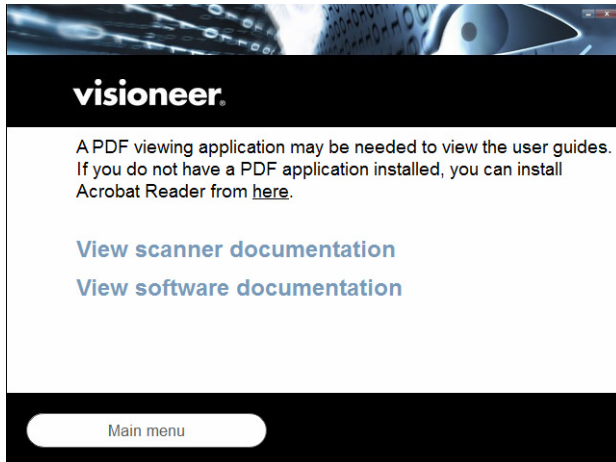 visioneer®
A PDF viewing application may be needed to view the user guides.
If you do not have a PDF application installed, you can install
Acrobat Reader from here.
View scanner documentation
View software documentation
Main menu